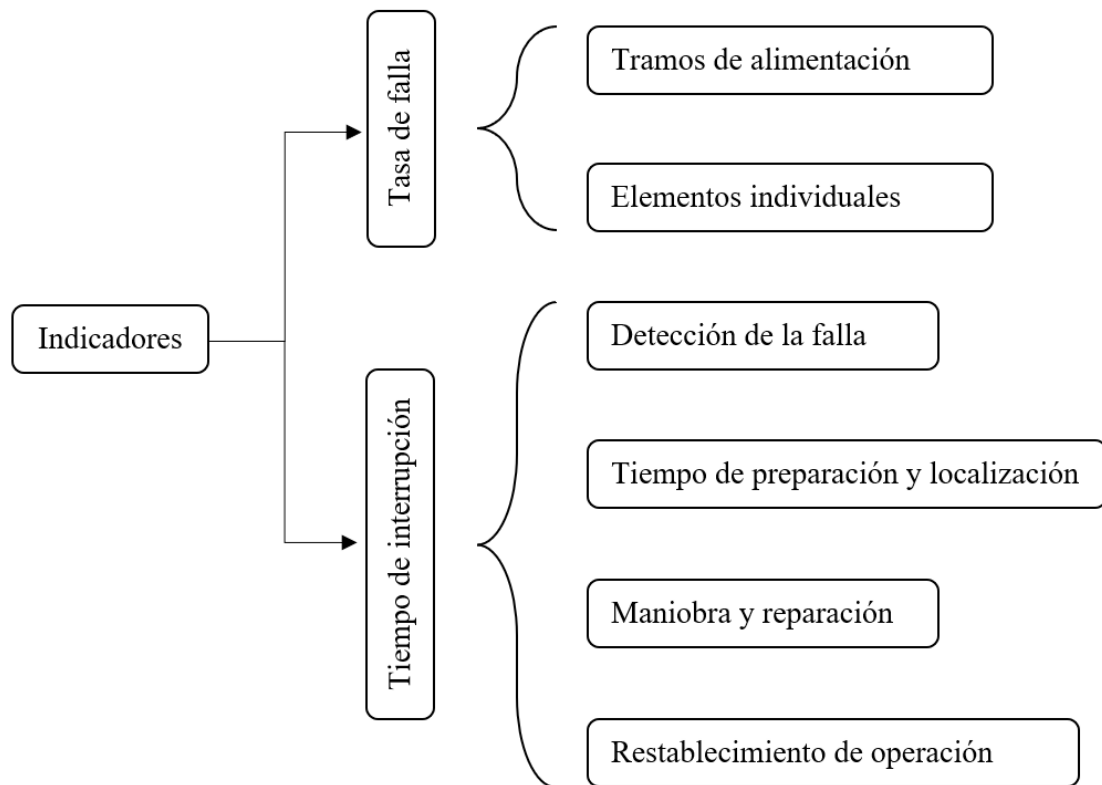 Indicadores
Tasa de falla
Tramos de alimentación
Elementos individuales
Tiempo de interrupción
Detección de la falla
Tiempo de preparación y localización
Maniobra y reparación
Restablecimiento de operación